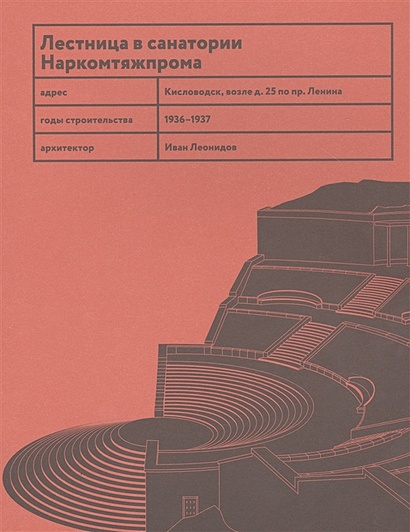 Лестница в санатории
Наркомтяжпрома
адрес Кисловодск, возле д. 25 по пр. Ленина
годы строительства 1936–1937
архитектор Иван Леонидов